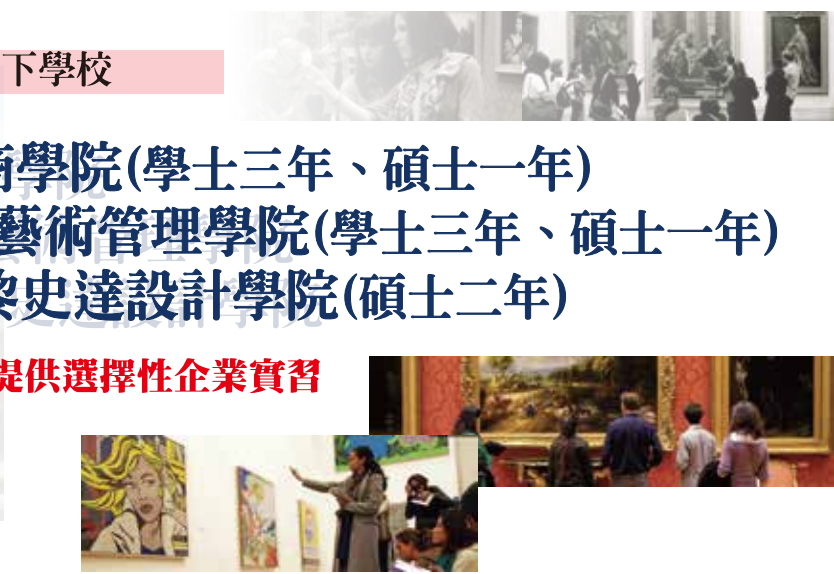 下學校
學院(學士三年、碩士一年)
藝術管理學院(學士三年、碩士一年)
史達設計學院(碩士二年)
提供選擇性企業實習